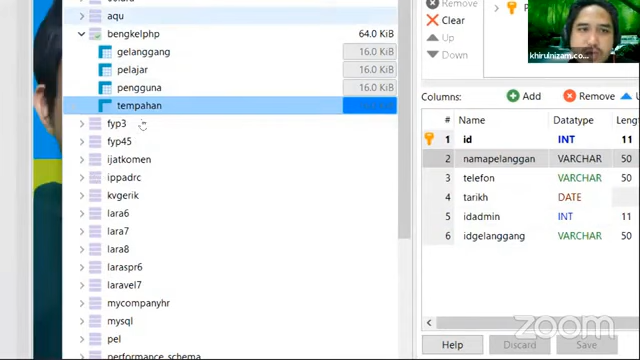 aqu
bengkelphp 64.0 KiB
gelanggang 16.0 KiB
pelajar 16.0 KiB
pengguna 16.0 KiB
tempahan
fyp3
fyp45
ijatkomen
ippadrc
kvgerik
lara6
lara7
lara8
laraspr6
laravel7
mycompanyhr
mysql
pel
performance_schema
Remove
Clear
Up
Down
khirulnizam.co...
Columns: Add Remove Up
# Name Datatype Lengt
1 id INT 11
2 namapelanggan VARCHAR 50
3 telefon VARCHAR 50
4 tarikh DATE
5 idadmin INT 11
6 idgelanggang VARCHAR 50
Help Discard Save
zoom